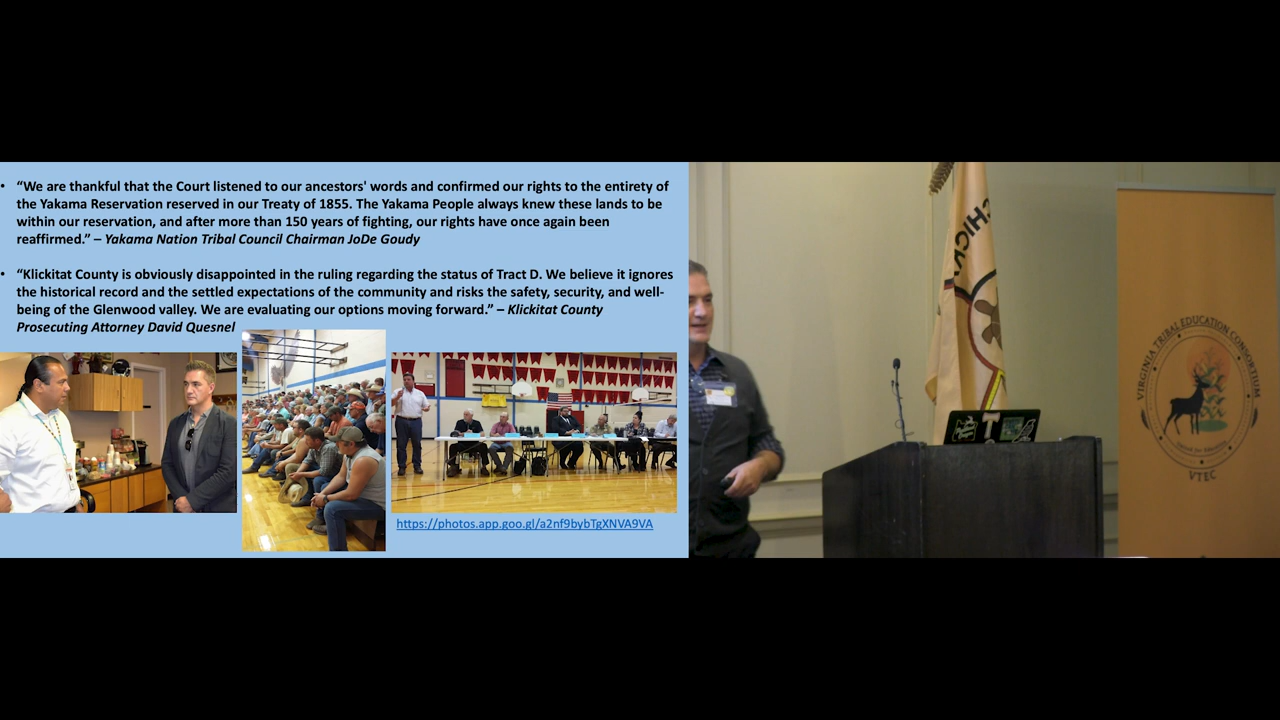 • “We are thankful that the Court listened to our ancestors' words and confirmed our rights to the entirety of
the Yakama Reservation reserved in our Treaty of 1855. The Yakama People always knew these lands to be
within our reservation, and after more than 150 years of fighting, our rights have once again been
reaffirmed.” – Yakama Nation Tribal Council Chairman JoDe Goudy
• “Klickitat County is obviously disappointed in the ruling regarding the status of Tract D. We believe it ignores
the historical record and the settled expectations of the community and risks the safety, security, and well-
being of the Glenwood valley. We are evaluating our options moving forward.” – Klickitat County
Prosecuting Attorney David Quesnel
https://photos.app.goo.gl/a2nf9bybTgXNVA9VA
CHICKA
VIRGINIA TRIBAL EDUCATION CONSORTIUM
VTEC